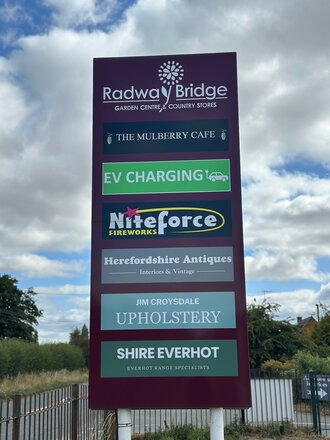 Radway Bridge
Garden Centre & Country Stores
The Mulberry Cafe
EV CHARGING
Niteforce
FIREWORKS
Herefordshire Antiques
Interiors & Vintage
JIM CROYSDALE
UPHOLSTERY
SHIRE EVERHOT
EVERHOT RANGE SPECIALISTS